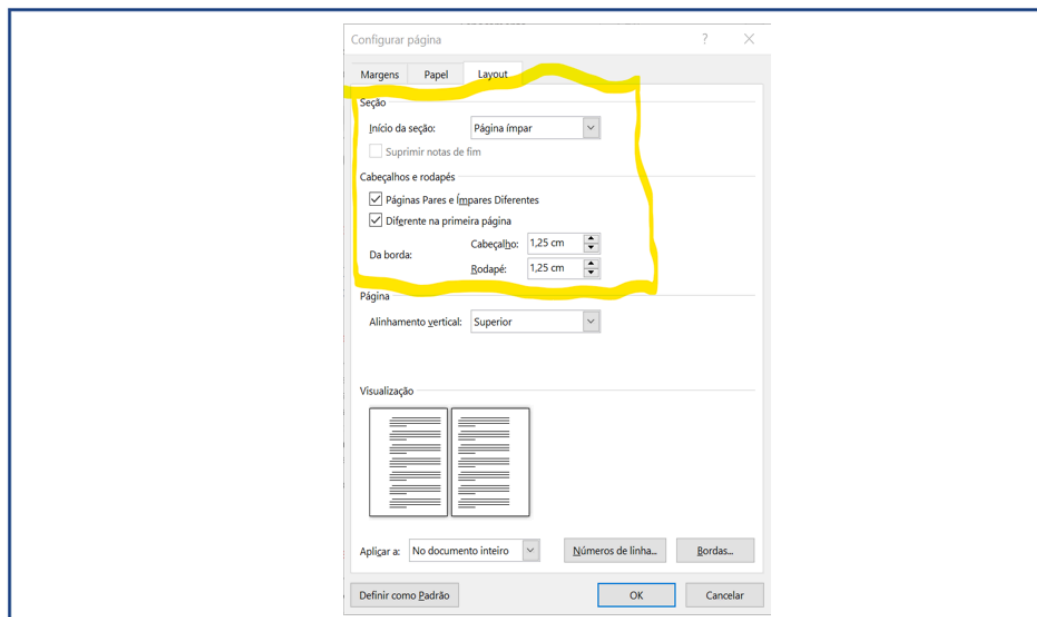 Configurar página ?
Margens Papel Layout
Seção
Início da seção: Página ímpar
Suprimir notas de fim
Cabeçalhos e rodapés
Páginas Pares e Ímpares Diferentes
Diferente na primeira página
Da borda:
Cabeçalho: 1,25 cm
Rodapé: 1,25 cm
Página
Alinhamento vertical: Superior
Visualização
Aplicar a: No documento inteiro Números de linha... Bordas...
Definir como Padrão OK Cancelar